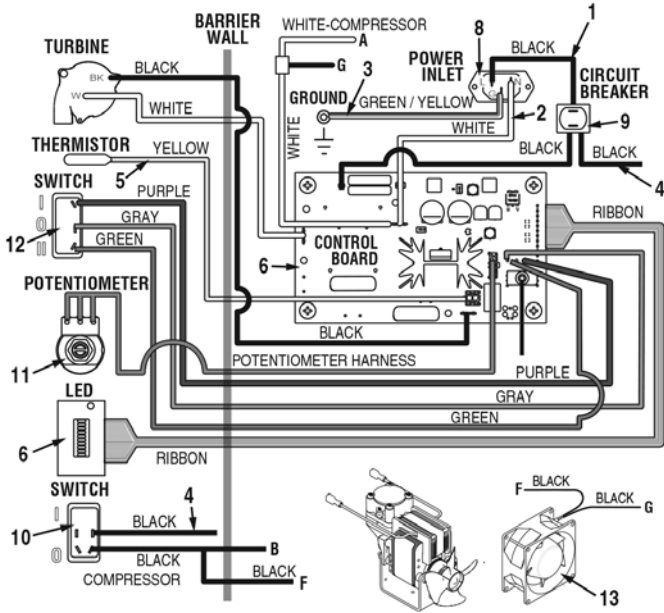 BARRIER
WALL
WHITE-COMPRESSOR
A
G
1
8
BLACK
POWER
INLET
3
TURBINE
BK
W
BLACK
WHITE
WHITE
GROUND
GREEN / YELLOW
L
N
G
WHITE
2
CIRCUIT
BREAKER
9
BLACK
BLACK
4
THERMISTOR
YELLOW
5
SWITCH
I
O
II
12
PURPLE
GRAY
GREEN
CONTROL
BOARD
6
RIBBON
POTENTIOMETER
11
BLACK
POTENTIOMETER HARNESS
PURPLE
GRAY
GREEN
LED
6
RIBBON
SWITCH
I
O
10
4
BLACK
BLACK
COMPRESSOR
B
BLACK
F
BLACK
F
BLACK
G
13